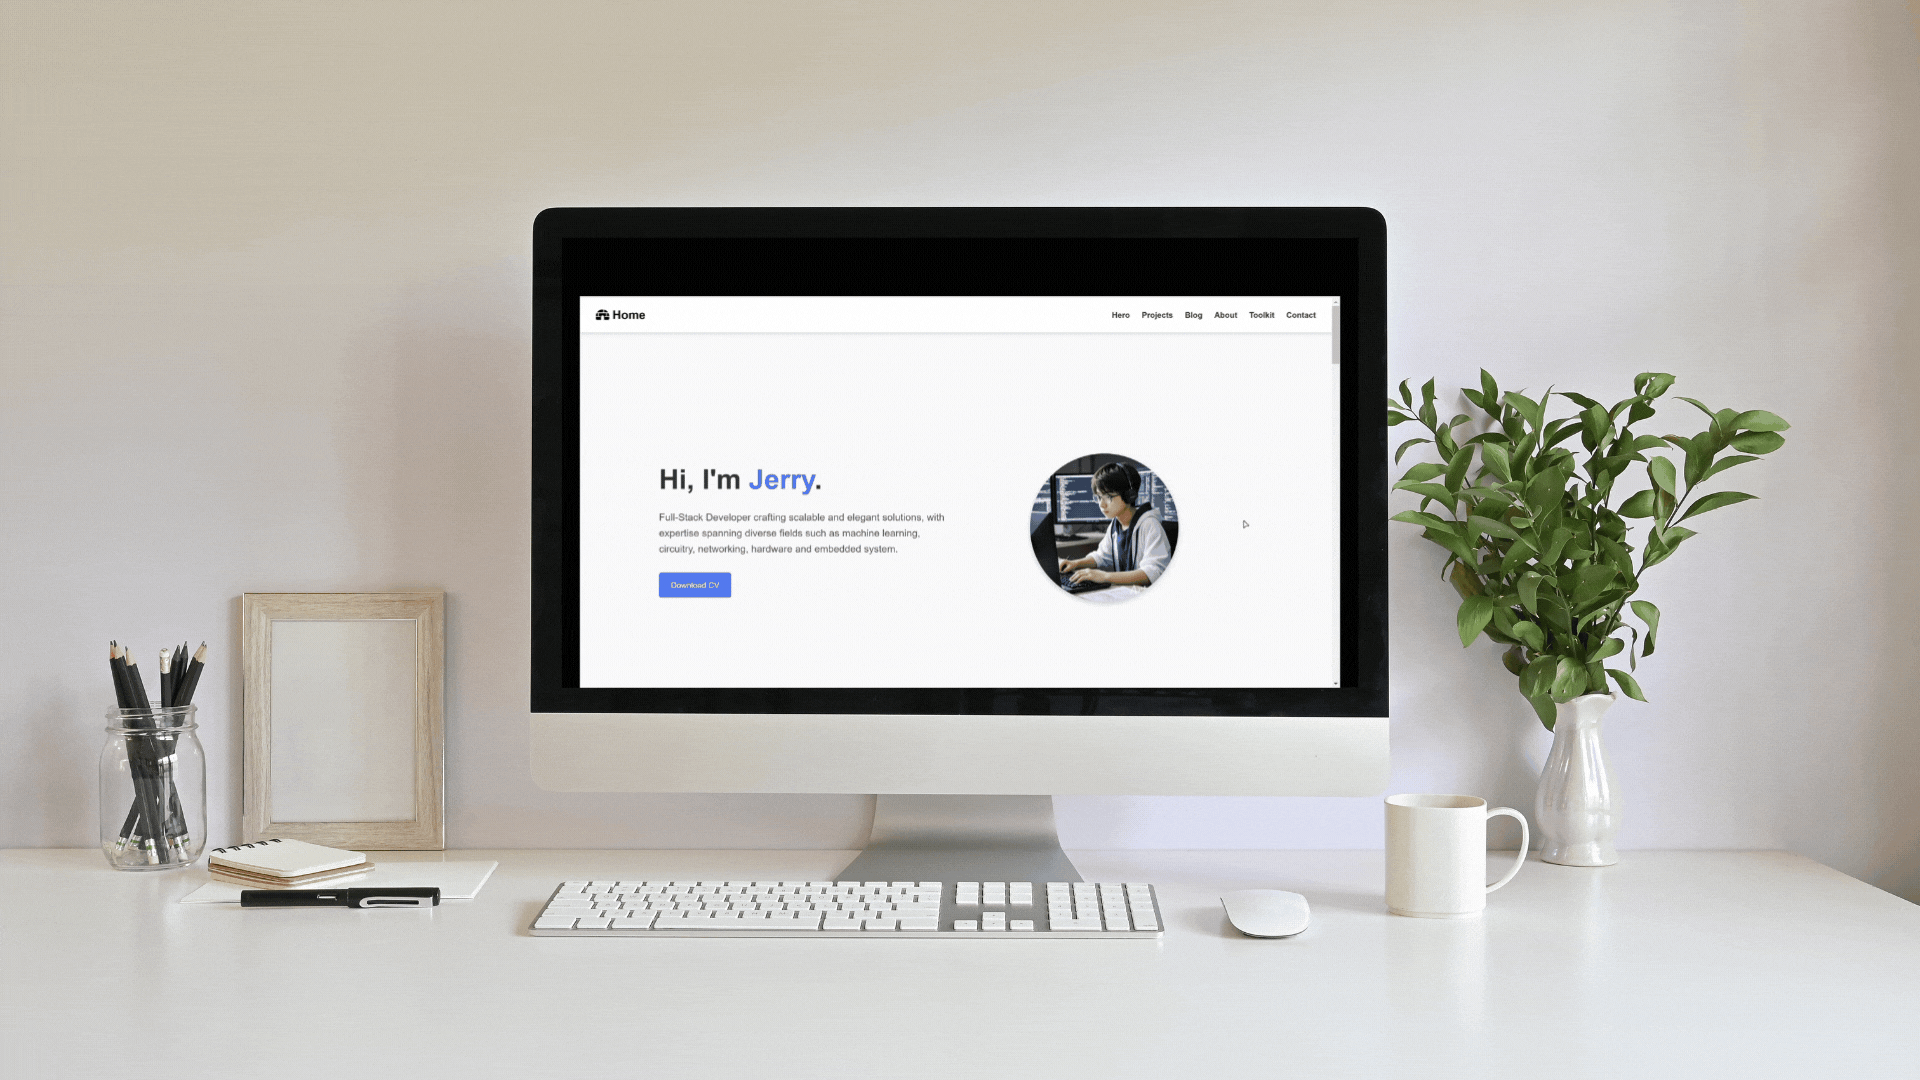 Home
Hero Projects Blog About Toolkit Contact
Hi, I'm Jerry.
Full-Stack Developer crafting scalable and elegant solutions, with
expertise spanning diverse fields such as machine learning,
circuitry, networking, hardware and embedded system.
Download CV